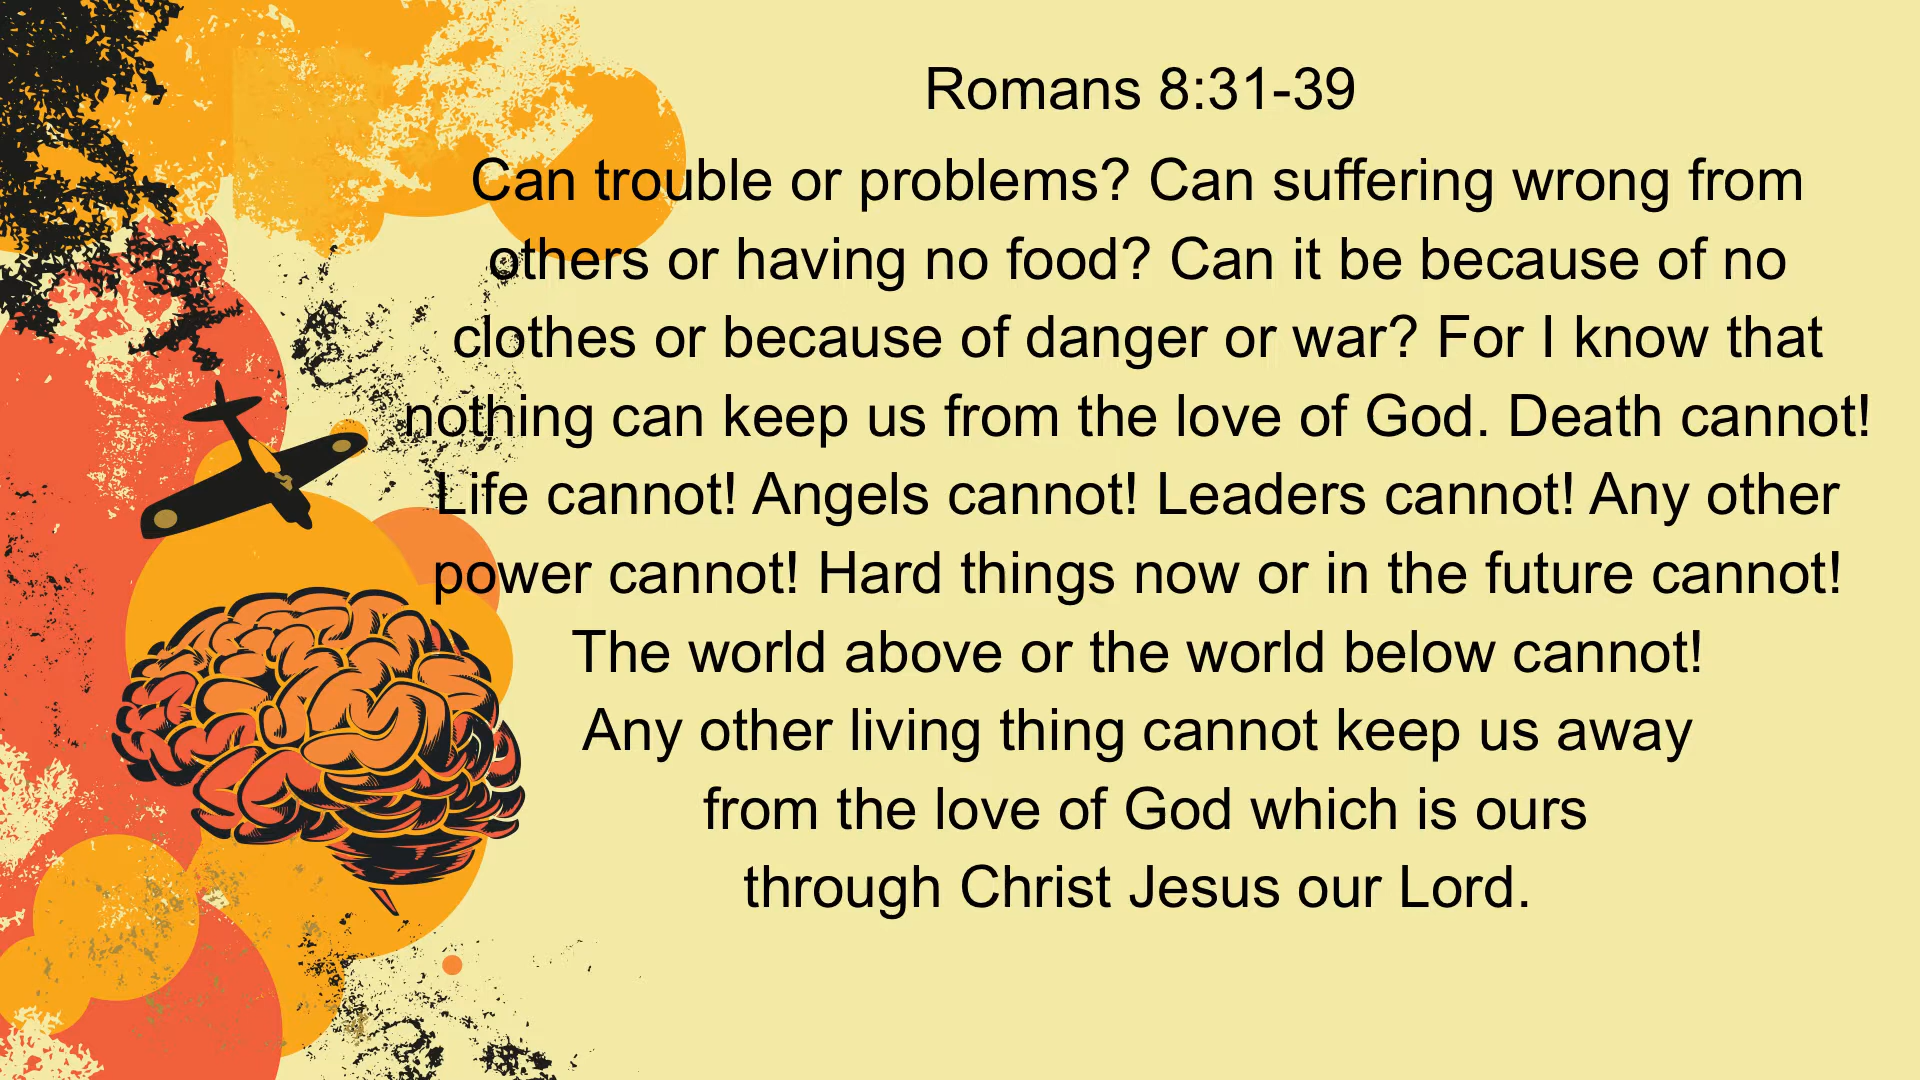 Romans 8:31-39
Can trouble or problems? Can suffering wrong from
others or having no food? Can it be because of no
clothes or because of danger or war? For I know that
nothing can keep us from the love of God. Death cannot!
Life cannot! Angels cannot! Leaders cannot! Any other
power cannot! Hard things now or in the future cannot!
The world above or the world below cannot!
Any other living thing cannot keep us away
from the love of God which is ours
through Christ Jesus our Lord.